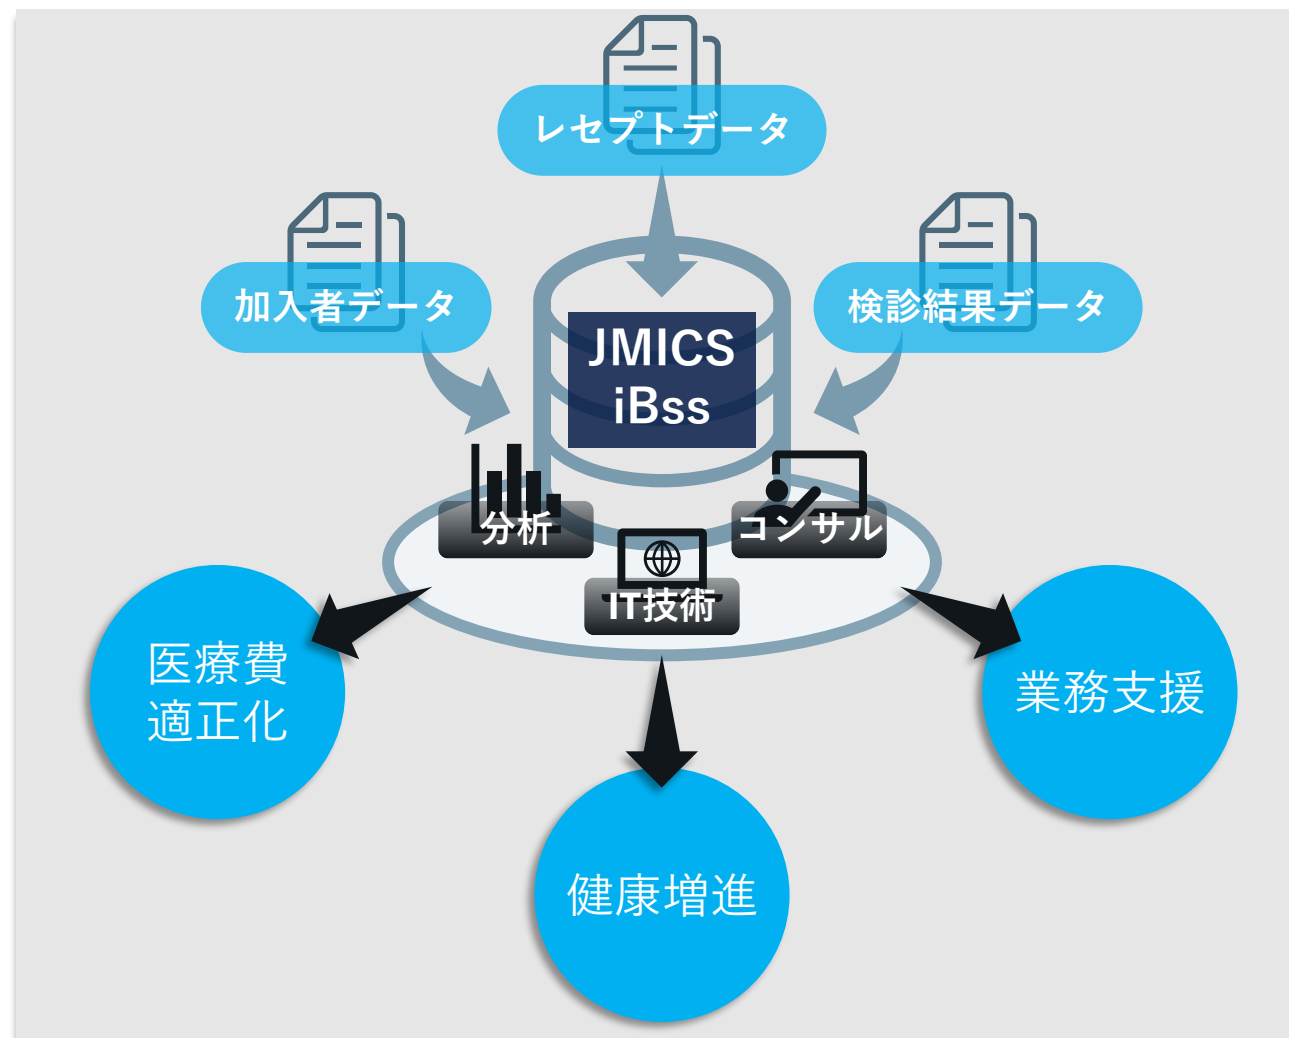 レセプトデータ
加入者データ
検診結果データ
JMICS
iBss
分析
コンサル
IT技術
医療費
適正化
業務支援
健康増進